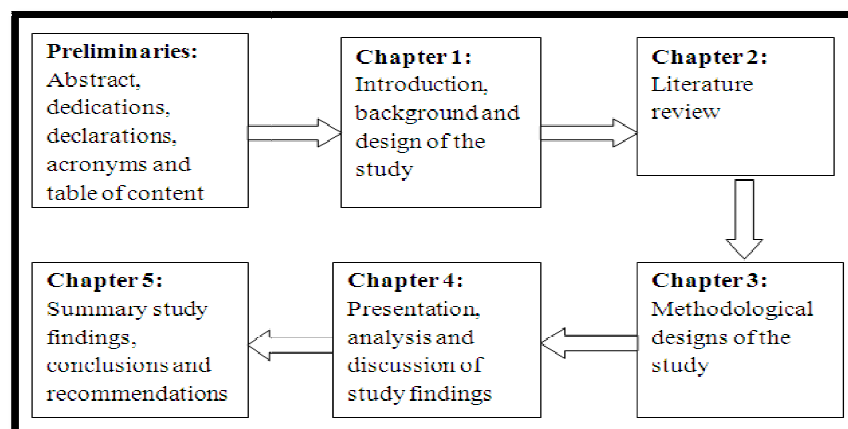 Preliminaries:
Abstract,
dedications,
declarations,
acronyms and
table of content
Chapter 1:
Introduction,
background and
design of the
study
Chapter 2:
Literature
review
Chapter 3:
Methodological
designs of the
study
Chapter 4:
Presentation,
analysis and
discussion of
study findings
Chapter 5:
Summary study
findings,
conclusions and
recommendations